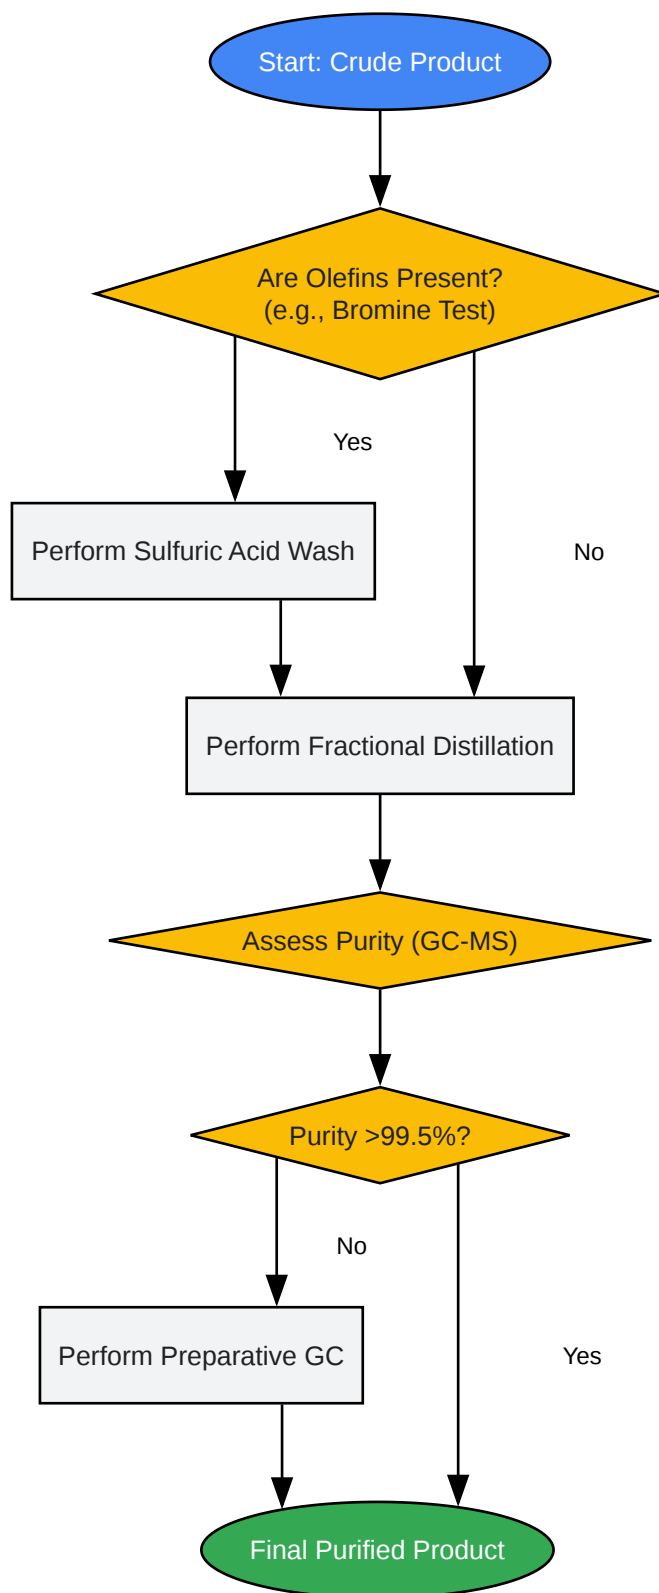 Start: Crude Product
Are Olefins Present?
(e.g., Bromine Test)
Yes
Perform Sulfuric Acid Wash
No
Perform Fractional Distillation
Assess Purity (GC-MS)
Purity >99.5%?
No
Perform Preparative GC
Yes
Final Purified Product